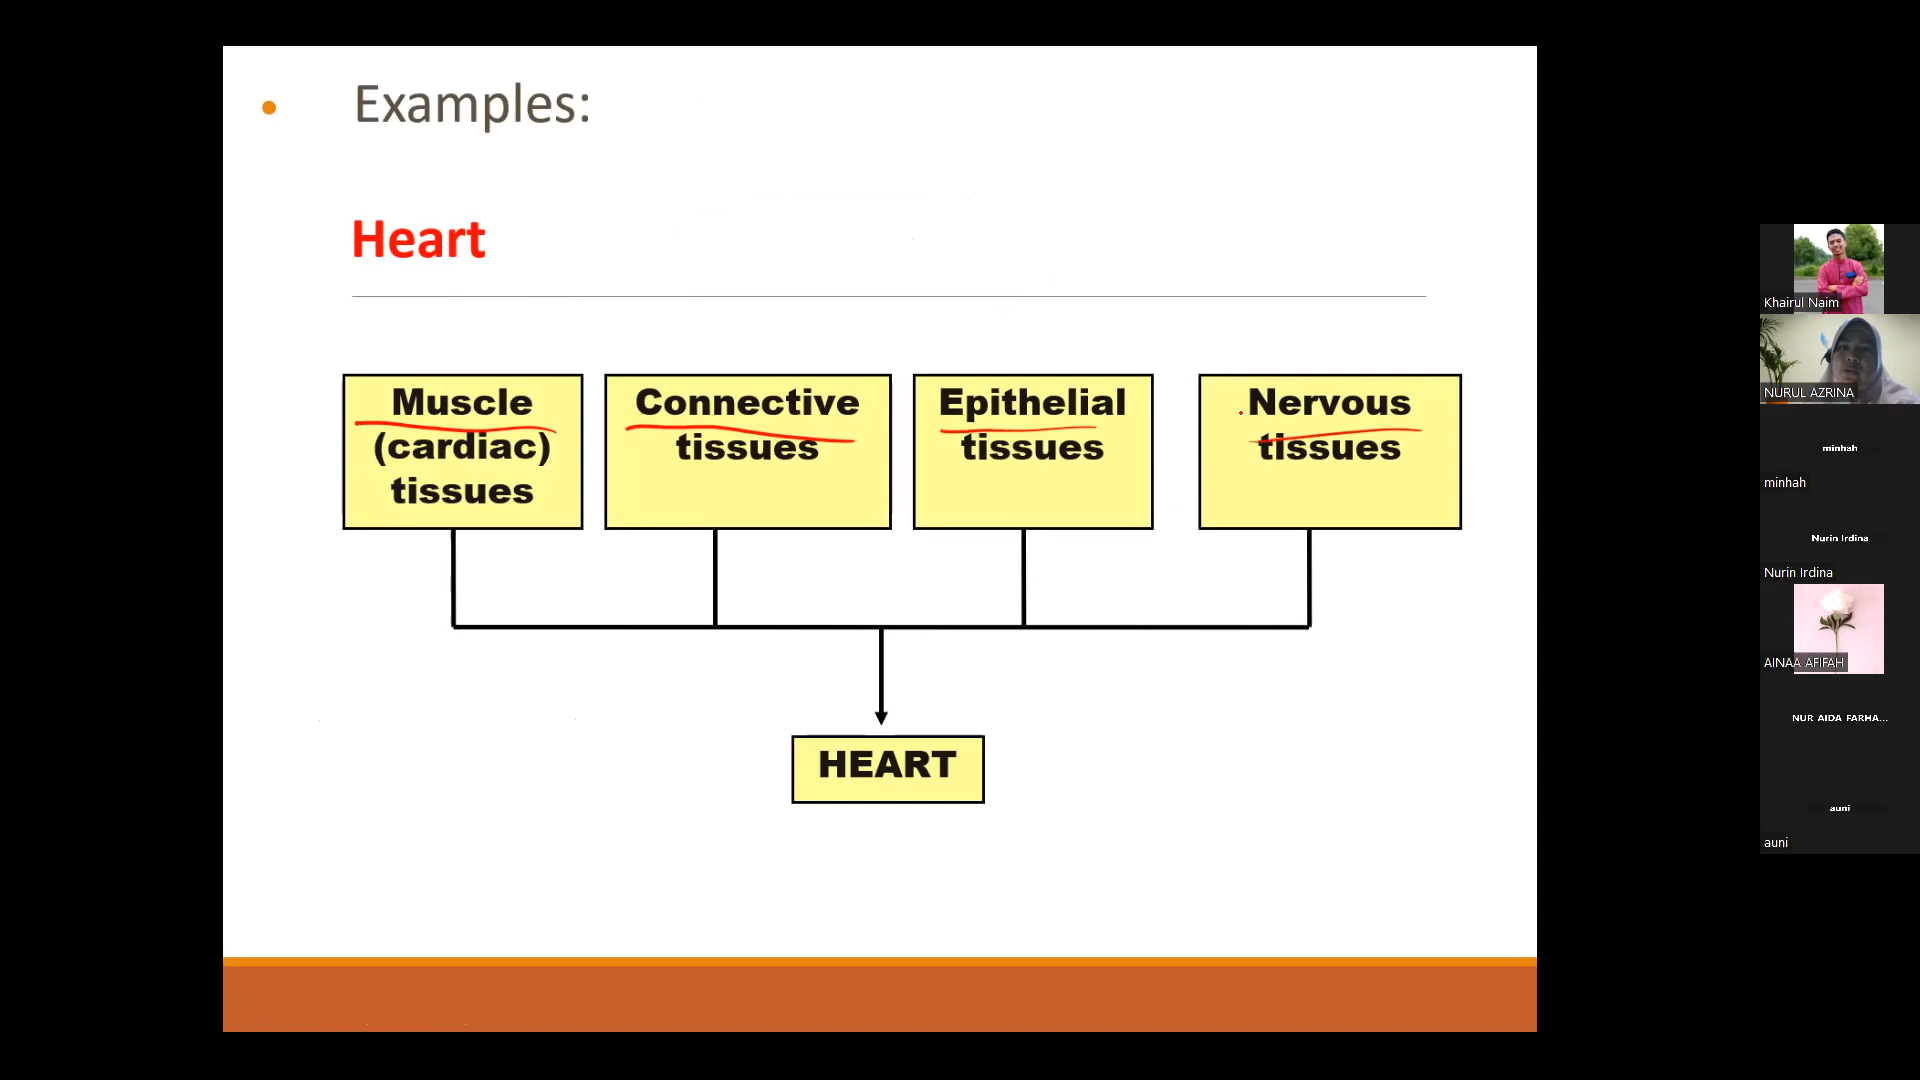 • Examples:
Heart
Muscle
(cardiac)
tissues
Connective
tissues
Epithelial
tissues
Nervous
tissues
HEART
Khairul Naim
NURUL AZRINA
minhah
minhah
Nurin Irdina
Nurin Irdina
AINAA AFIFAH
NUR AIDA FARHA...
auni
auni